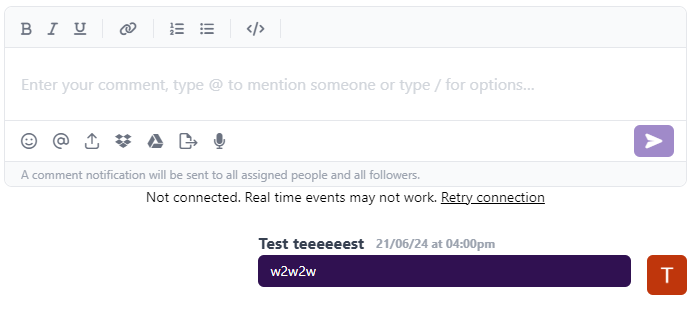 B I U
Enter your comment, type @ to mention someone or type / for options...
A comment notification will be sent to all assigned people and all followers.
Not connected. Real time events may not work. Retry connection
Test teeeeeest 21/06/24 at 04:00pm
w2w2w
T